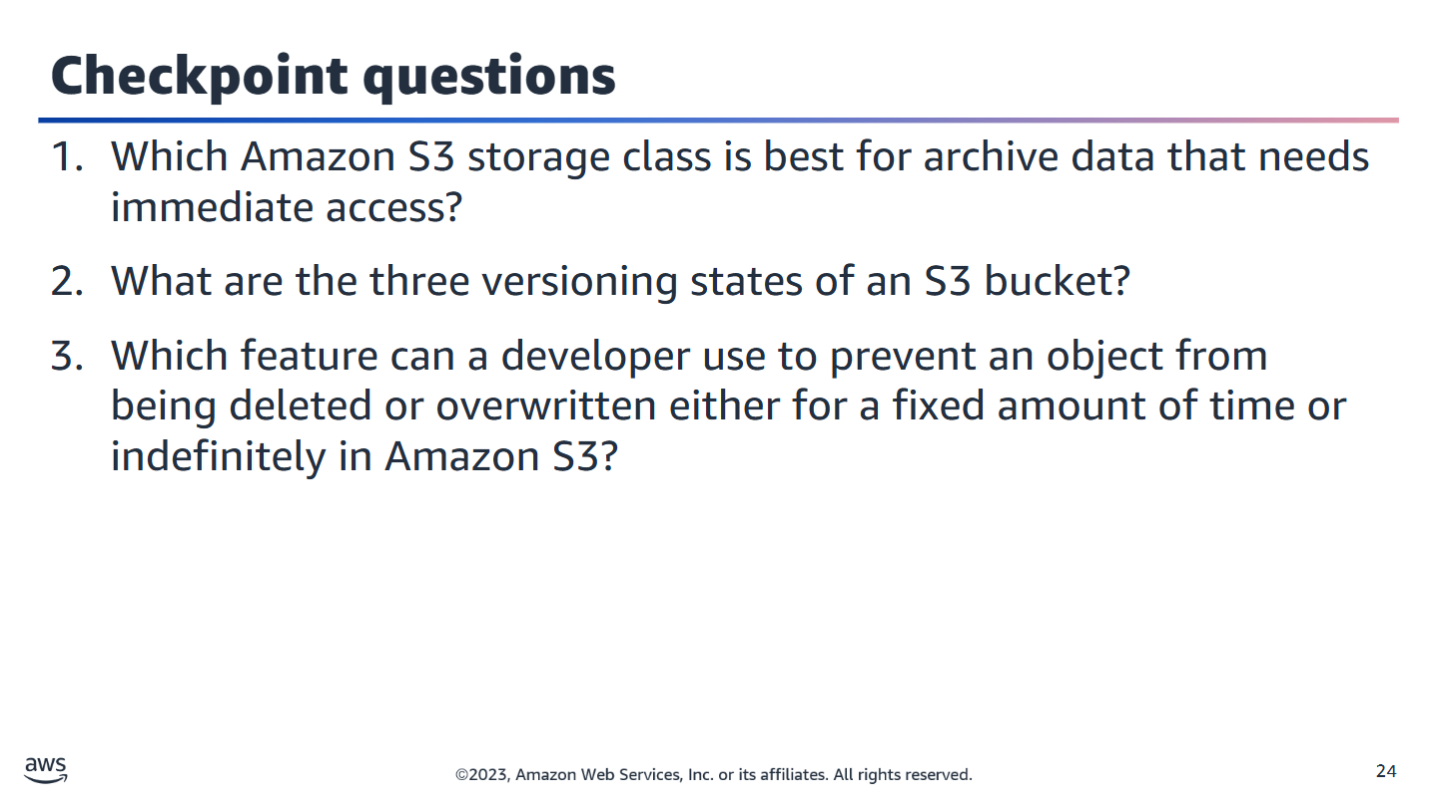 Checkpoint questions
1. Which Amazon S3 storage class is best for archive data that needs
immediate access?
2. What are the three versioning states of an S3 bucket?
3. Which feature can a developer use to prevent an object from
being deleted or overwritten either for a fixed amount of time or
indefinitely in Amazon S3?
aws
©2023, Amazon Web Services, Inc. or its affiliates. All rights reserved.
24